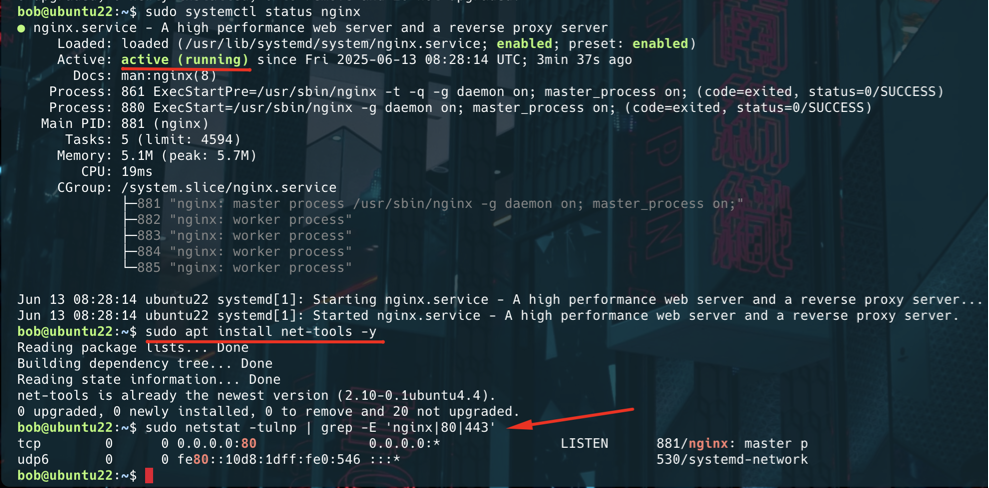 bob@ubuntu22:~$ sudo systemctl status nginx
● nginx.service - A high performance web server and a reverse proxy server
Loaded: loaded (/usr/lib/systemd/system/nginx.service; enabled; preset: enabled)
Active: active (running) since Fri 2025-06-13 08:28:14 UTC; 3min 37s ago
Docs: man:nginx(8)
Process: 861 ExecStartPre=/usr/sbin/nginx -t -q -g daemon on; master_process on; (code=exited, status=0/SUCCESS)
Process: 880 ExecStart=/usr/sbin/nginx -g daemon on; master_process on; (code=exited, status=0/SUCCESS)
Main PID: 881 (nginx)
Tasks: 5 (limit: 4594)
Memory: 5.1M (peak: 5.7M)
CPU: 19ms
CGroup: /system.slice/nginx.service
├─881 "nginx: master process /usr/sbin/nginx -g daemon on; master_process on;"
├─882 "nginx: worker process"
├─883 "nginx: worker process"
├─884 "nginx: worker process"
└─885 "nginx: worker process"
Jun 13 08:28:14 ubuntu22 systemd[1]: Starting nginx.service - A high performance web server and a reverse proxy server...
Jun 13 08:28:14 ubuntu22 systemd[1]: Started nginx.service - A high performance web server and a reverse proxy server.
bob@ubuntu22:~$ sudo apt install net-tools -y
Reading package lists... Done
Building dependency tree... Done
Reading state information... Done
net-tools is already the newest version (2.10-0.1ubuntu4.4).
0 upgraded, 0 newly installed, 0 to remove and 20 not upgraded.
bob@ubuntu22:~$ sudo netstat -tulnp | grep -E 'nginx|80|443'
tcp 0 0 0.0.0.0:80 0.0.0.0:* LISTEN 881/nginx: master p
udp6 0 0 fe80::10d8:1dff:fe0:546 :::* 530/systemd-network
bob@ubuntu22:~$